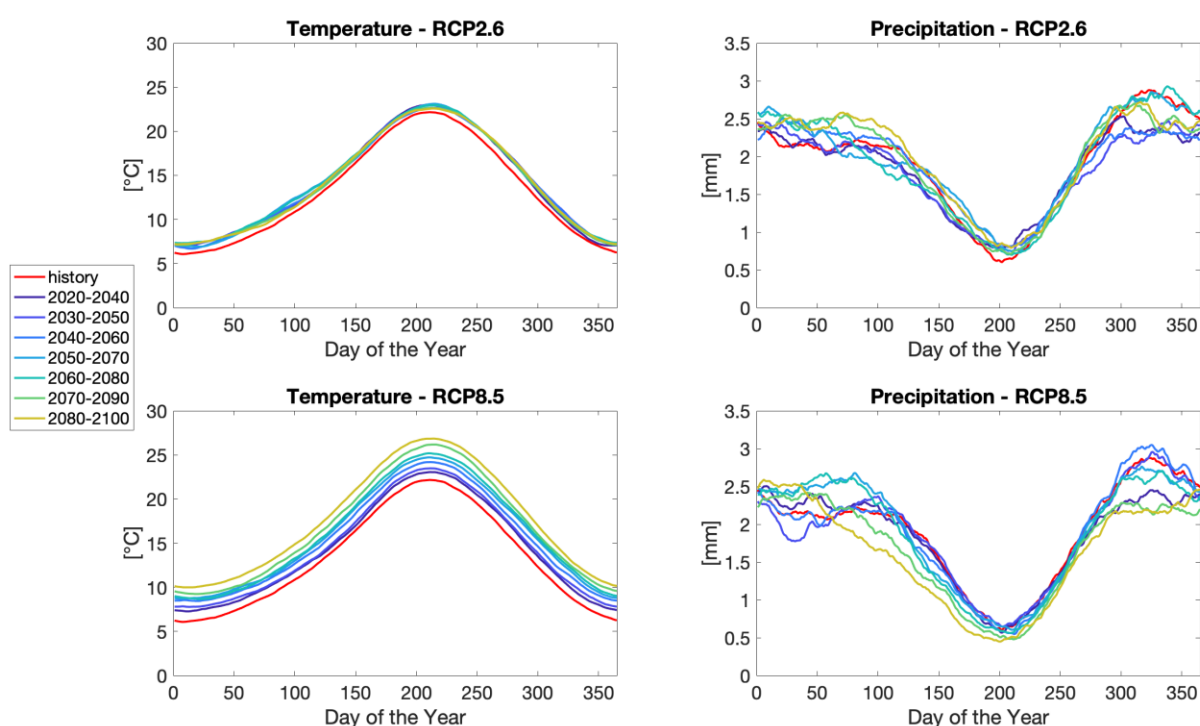 Temperature - RCP2.6
30
25
20
15
10
5
0
[°C]
0 50 100 150 200 250 300 350
Day of the Year
Precipitation - RCP2.6
3.5
3
2.5
2
1.5
1
0.5
0
[mm]
0 50 100 150 200 250 300 350
Day of the Year
history
2020-2040
2030-2050
2040-2060
2050-2070
2060-2080
2070-2090
2080-2100
Temperature - RCP8.5
30
25
20
15
10
5
0
[°C]
0 50 100 150 200 250 300 350
Day of the Year
Precipitation - RCP8.5
3.5
3
2.5
2
1.5
1
0.5
0
[mm]
0 50 100 150 200 250 300 350
Day of the Year